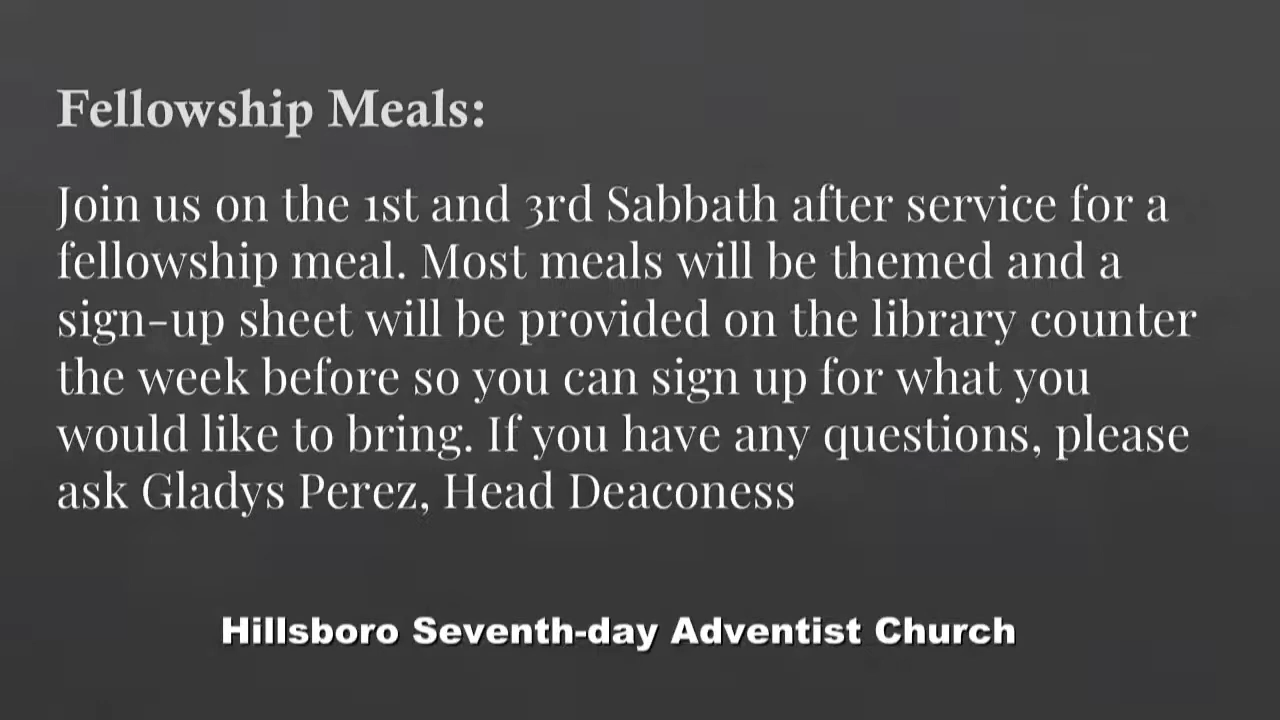 Fellowship Meals:
Join us on the 1st and 3rd Sabbath after service for a
fellowship meal. Most meals will be themed and a
sign-up sheet will be provided on the library counter
the week before so you can sign up for what you
would like to bring. If you have any questions, please
ask Gladys Perez, Head Deaconess
Hillsboro Seventh-day Adventist Church